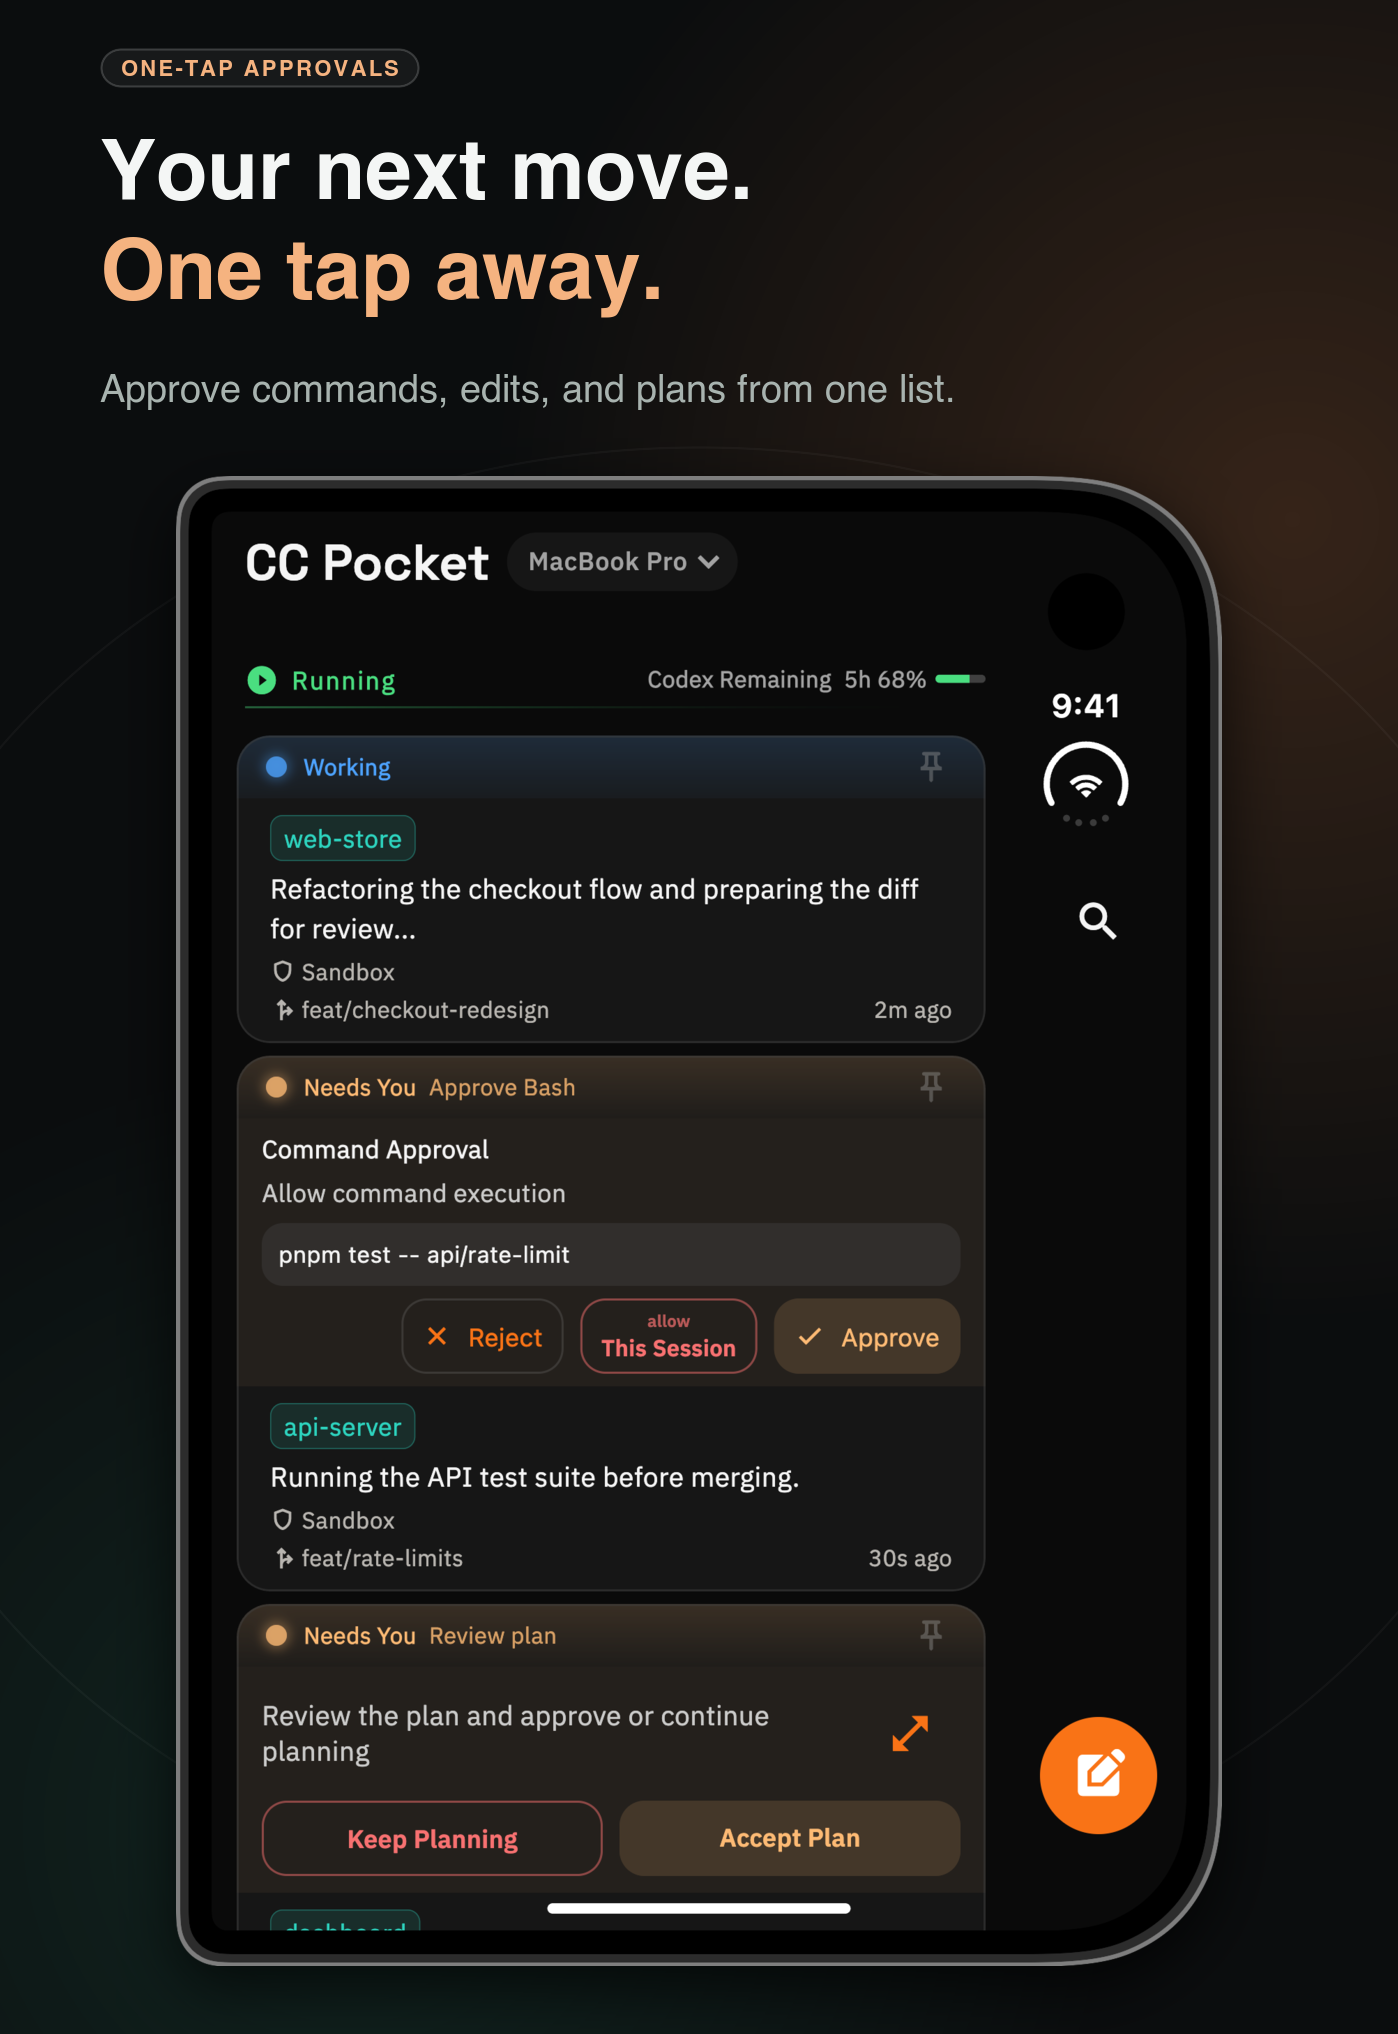 ONE-TAP APPROVALS
Your next move.
One tap away.
Approve commands, edits, and plans from one list.
CC Pocket
MacBook Pro
Running
Codex Remaining 5h 68%
9:41
Working
web-store
Refactoring the checkout flow and preparing the diff
for review...
Sandbox
feat/checkout-redesign
2m ago
Needs You Approve Bash
Command Approval
Allow command execution
pnpm test -- api/rate-limit
Reject
allow
This Session
Approve
api-server
Running the API test suite before merging.
Sandbox
feat/rate-limits
30s ago
Needs You Review plan
Review the plan and approve or continue
planning
Keep Planning
Accept Plan
dashboard